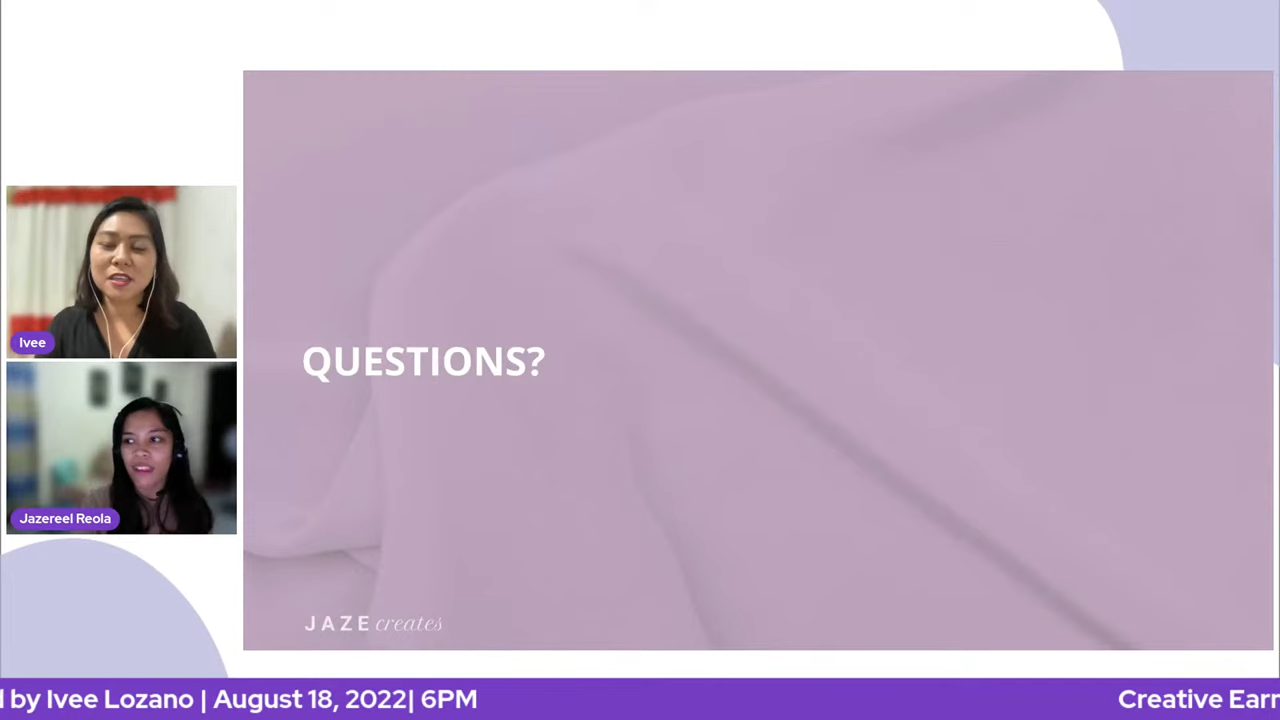 Ivee
Jazereel Reola
QUESTIONS?
JAZE creates
d by Ivee Lozano | August 18, 2022| 6PM
Creative Earn